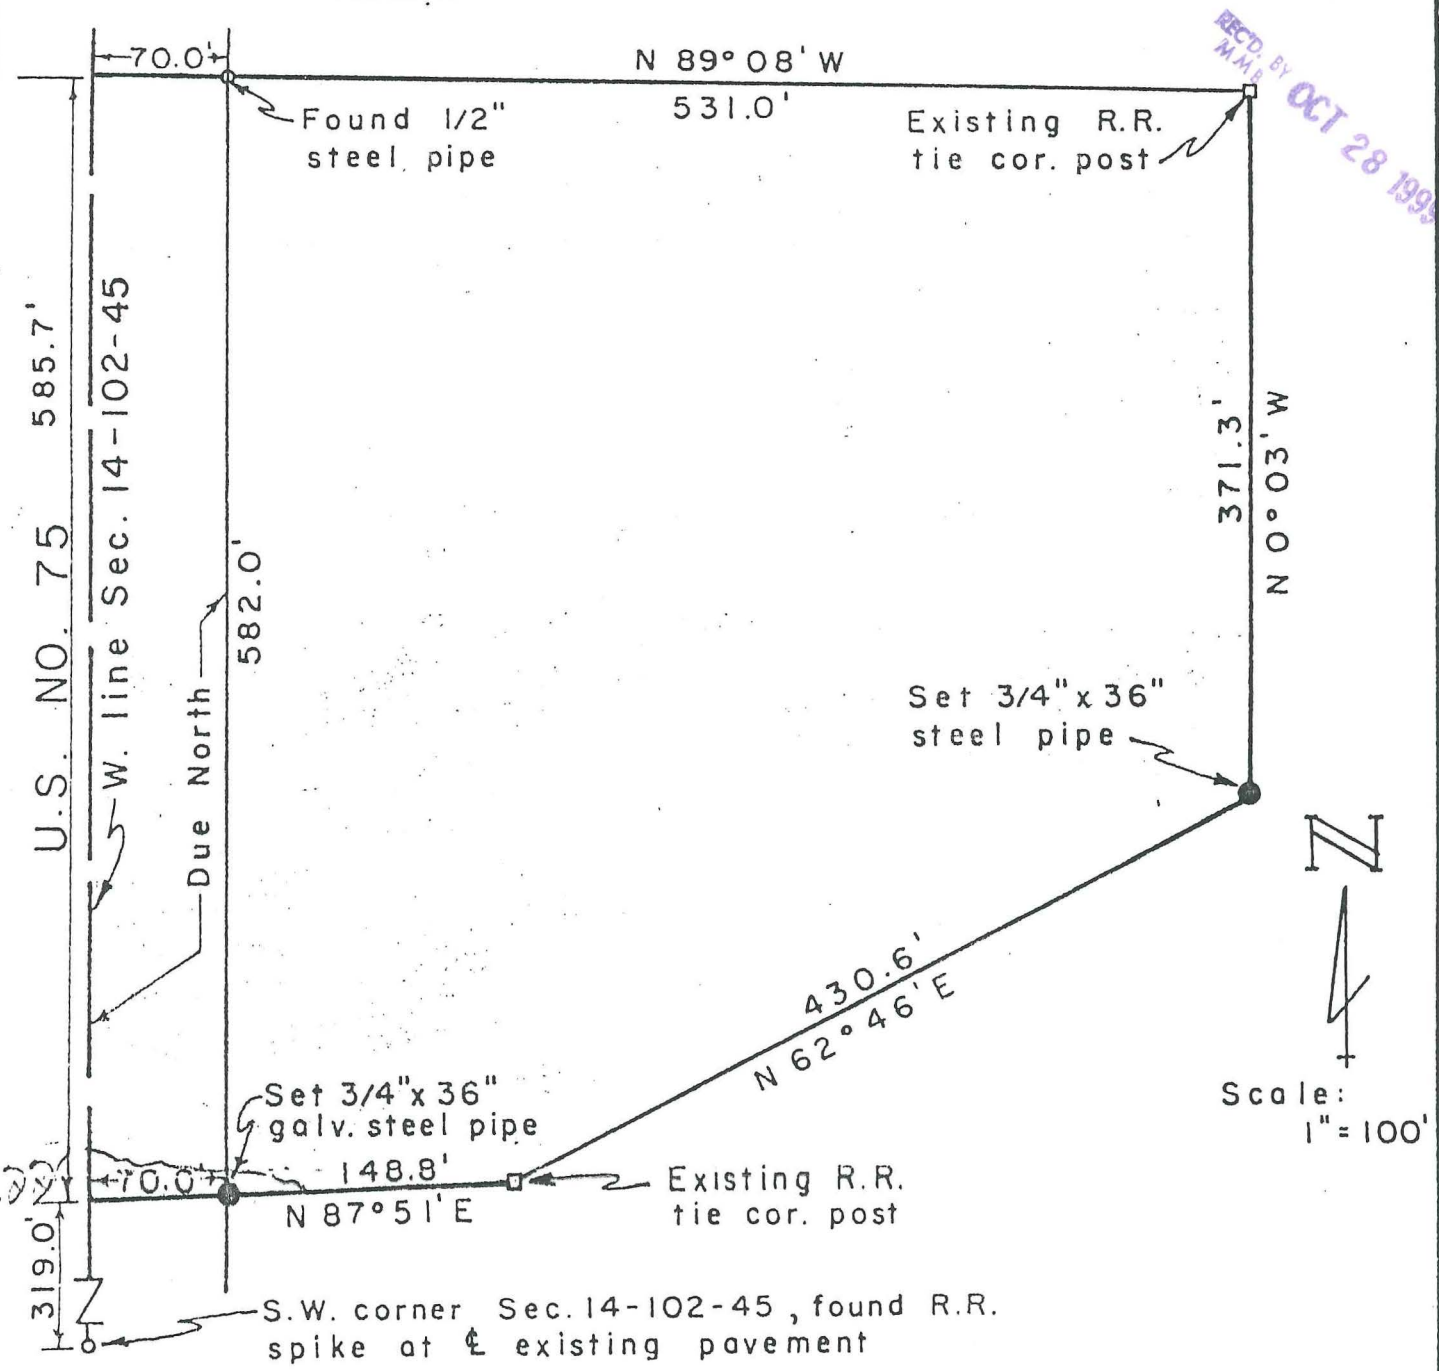 70.0'
N 89° 08' W
531.0'
REC'D. BY
MMB
OCT 28 1999
Found 1/2"
steel pipe
Existing R.R.
tie cor. post
585.7'
U.S. NO. 75
W. line Sec. 14-102-45
Due North
582.0'
371.3'
N 0° 03' W
Set 3/4" x 36"
steel pipe
N
430.6'
N 62° 46' E
Scale:
1" = 100'
Set 3/4" x 36"
galv. steel pipe
70.0'
148.8'
N 87° 51' E
Existing R.R.
tie cor. post
319.0'
S.W. corner Sec. 14-102-45, found R.R.
spike at ℄ existing pavement